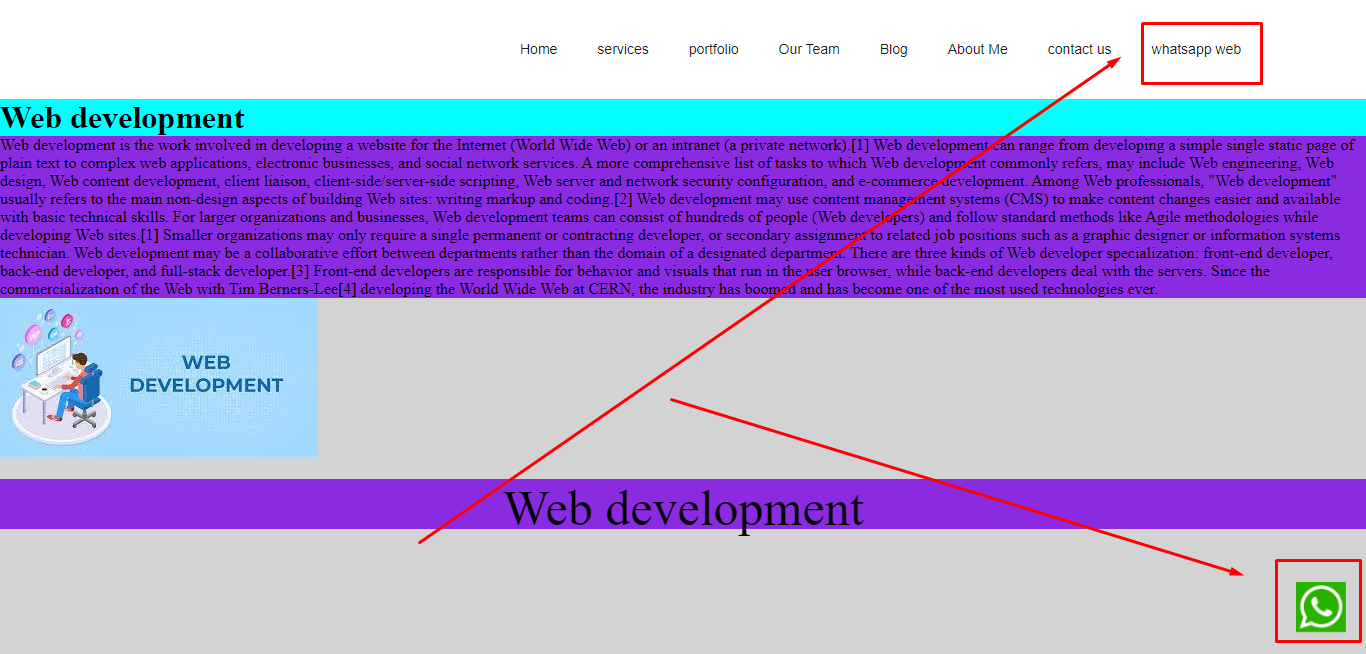 Home services portfolio Our Team Blog About Me contact us whatsapp web
Web development
Web development is the work involved in developing a website for the Internet (World Wide Web) or an intranet (a private network).[1] Web development can range from developing a simple single static page of
plain text to complex web applications, electronic businesses, and social network services. A more comprehensive list of tasks to which Web development commonly refers, may include Web engineering, Web
design, Web content development, client liaison, client-side/server-side scripting, Web server and network security configuration, and e-commerce development. Among Web professionals, "Web development"
usually refers to the main non-design aspects of building Web sites: writing markup and coding.[2] Web development may use content management systems (CMS) to make content changes easier and available
with basic technical skills. For larger organizations and businesses, Web development teams can consist of hundreds of people (Web developers) and follow standard methods like Agile methodologies while
developing Web sites.[1] Smaller organizations may only require a single permanent or contracting developer, or secondary assignment to related job positions such as a graphic designer or information systems
technician. Web development may be a collaborative effort between departments rather than the domain of a designated department. There are three kinds of Web developer specialization: front-end developer,
back-end developer, and full-stack developer.[3] Front-end developers are responsible for behavior and visuals that run in the user browser, while back-end developers deal with the servers. Since the
commercialization of the Web with Tim Berners-Lee[4] developing the World Wide Web at CERN, the industry has boomed and has become one of the most used technologies ever.
WEB
DEVELOPMENT
Web development